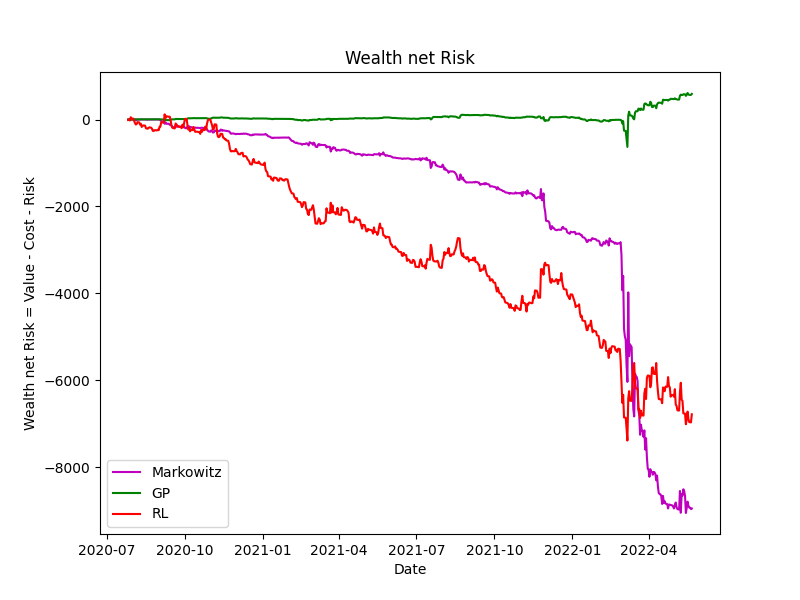 Wealth net Risk
Wealth net Risk = Value - Cost - Risk
0
−2000
−4000
−6000
−8000
Markowitz
GP
RL
2020-07 2020-10 2021-01 2021-04 2021-07 2021-10 2022-01 2022-04
Date